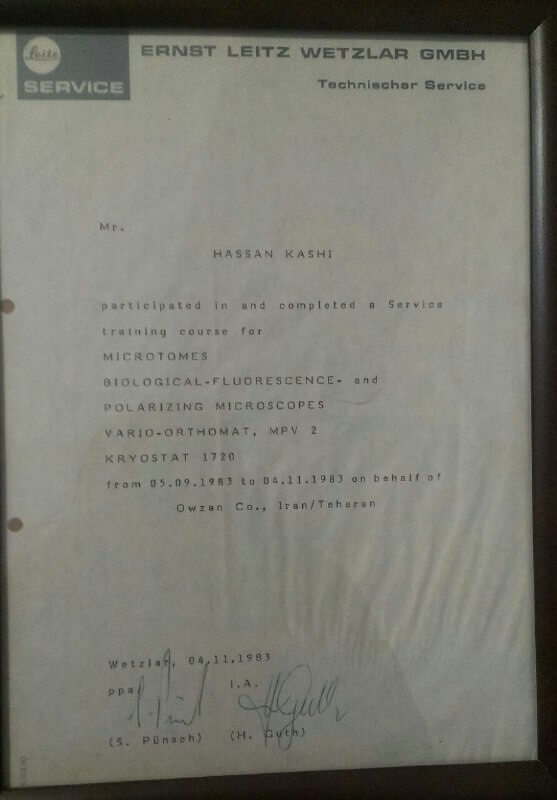 Leitz
SERVICE
ERNST LEITZ WETZLAR GMBH
Technischer Service
Mr.
HASSAN KASHI
participated in and completed a Service
training course for
MICROTOMES
BIOLOGICAL-FLUORESCENCE- and
POLARIZING MICROSCOPES
VARIO-ORTHOMAT, MPV 2
KRYOSTAT 1720
from 05.09.1983 to 04.11.1983 on behalf of
Owzan Co., Iran/Teheran
Wetzlar, 04.11.1983
ppa. i.A.
(S. Pünsch) (H. Guth)